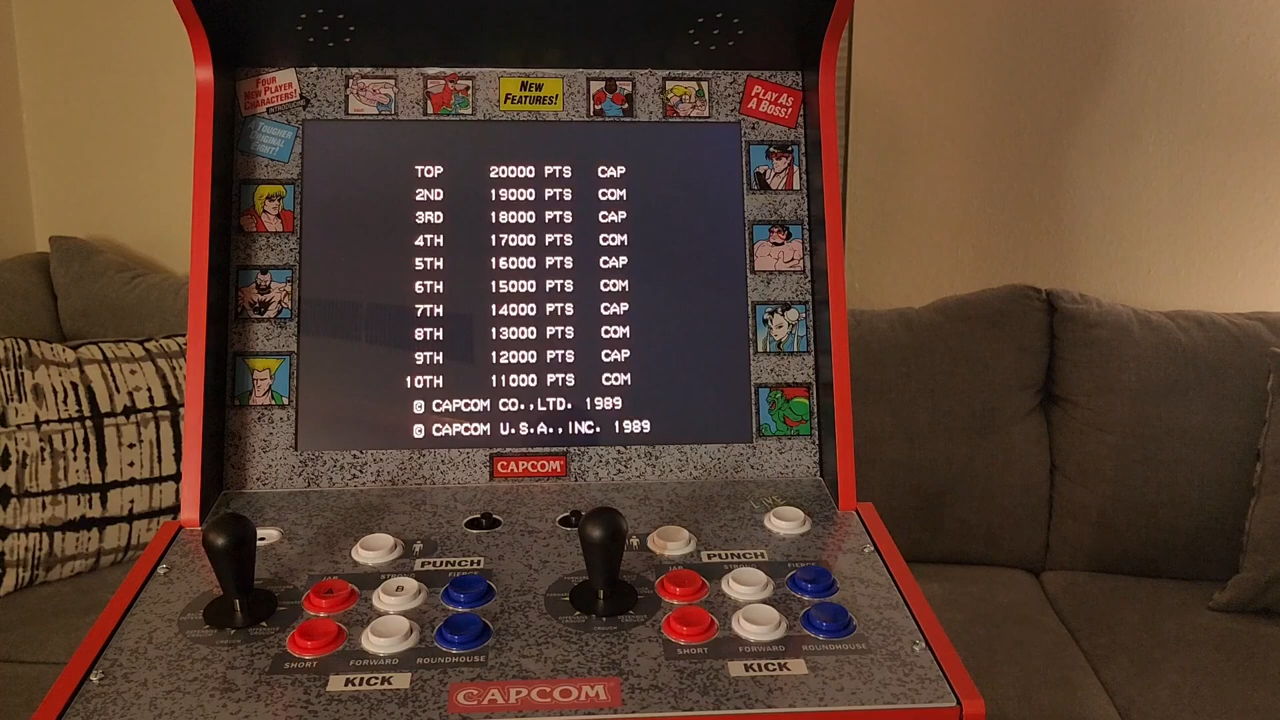 FOUR
NEW PLAYER
CHARACTERS!
INTRODUCING
NEW
FEATURES!
PLAY AS
A BOSS!
TOUGHER
ORIGINAL
EIGHT!
TOP 20000 PTS CAP
2ND 19000 PTS COM
3RD 18000 PTS CAP
4TH 17000 PTS COM
5TH 16000 PTS CAP
6TH 15000 PTS COM
7TH 14000 PTS CAP
8TH 13000 PTS COM
9TH 12000 PTS CAP
10TH 11000 PTS COM
© CAPCOM CO.,LTD. 1989
© CAPCOM U.S.A.,INC. 1989
CAPCOM
LIVE
PUNCH
JAB STRONG FIERCE
A B
SHORT FORWARD ROUNDHOUSE
KICK
PUNCH
JAB STRONG FIERCE
SHORT FORWARD ROUNDHOUSE
KICK
CAPCOM